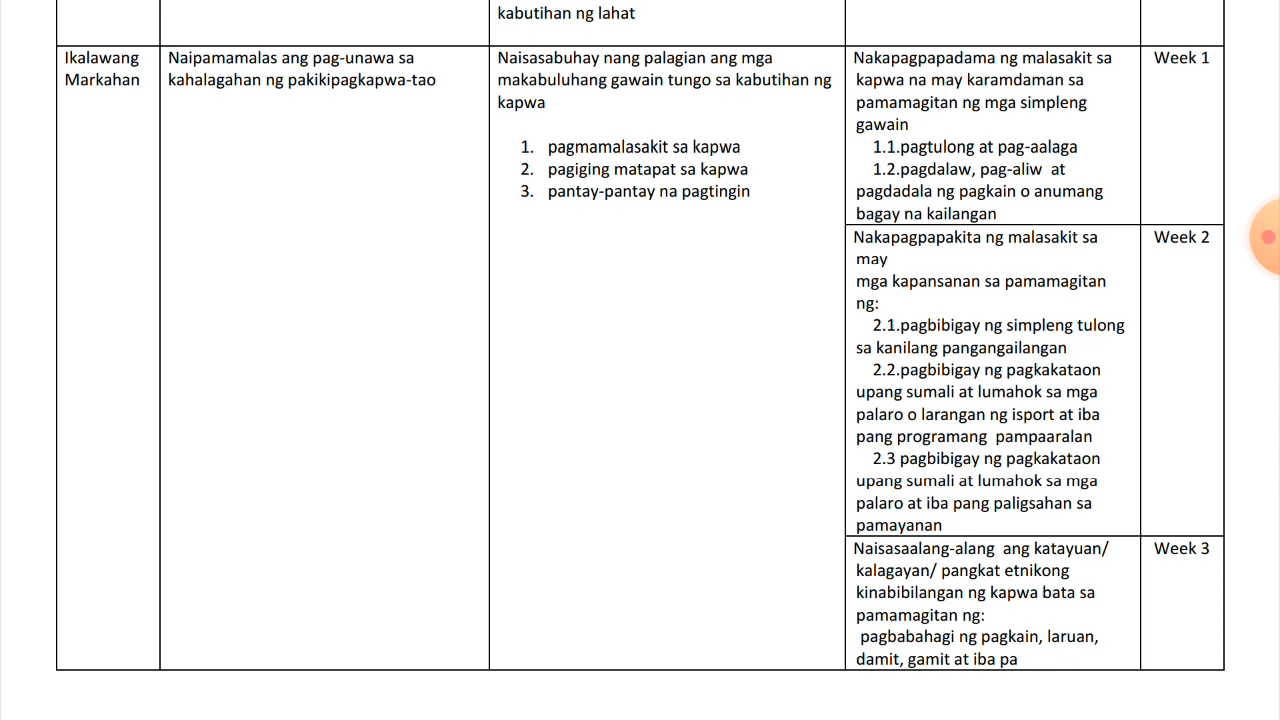 kabutihan ng lahat
Ikalawang
Markahan
Naipamamalas ang pag-unawa sa
kahalagahan ng pakikipagkapwa-tao
Naisasabuhay nang palagian ang mga
makabuluhang gawain tungo sa kabutihan ng
kapwa
1. pagmamalasakit sa kapwa
2. pagiging matapat sa kapwa
3. pantay-pantay na pagtingin
Nakapagpapadama ng malasakit sa
kapwa na may karamdaman sa
pamamagitan ng mga simpleng
gawain
1.1.pagtulong at pag-aalaga
1.2.pagdalaw, pag-aliw at
pagdadala ng pagkain o anumang
bagay na kailangan
Week 1
Nakapagpapakita ng malasakit sa
may
mga kapansanan sa pamamagitan
ng:
2.1.pagbibigay ng simpleng tulong
sa kanilang pangangailangan
2.2.pagbibigay ng pagkakataon
upang sumali at lumahok sa mga
palaro o larangan ng isport at iba
pang programang pampaaralan
2.3 pagbibigay ng pagkakataon
upang sumali at lumahok sa mga
palaro at iba pang paligsahan sa
pamayanan
Week 2
Naisasaalang-alang ang katayuan/
kalagayan/ pangkat etnikong
kinabibilangan ng kapwa bata sa
pamamagitan ng:
pagbabahagi ng pagkain, laruan,
damit, gamit at iba pa
Week 3